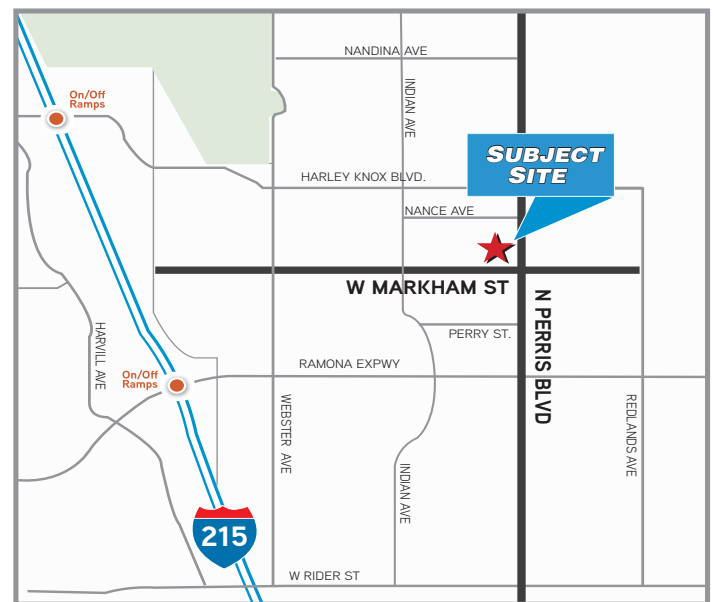 NANDINA AVE
On/Off
Ramps
INDIAN AVE
SUBJECT
SITE
HARLEY KNOX BLVD.
NANCE AVE
W MARKHAM ST
N PERRIS BLVD
PERRY ST.
HARVILL AVE
RAMONA EXPWY
On/Off
Ramps
WEBSTER AVE
REDLANDS AVE
INDIAN AVE
215
W RIDER ST